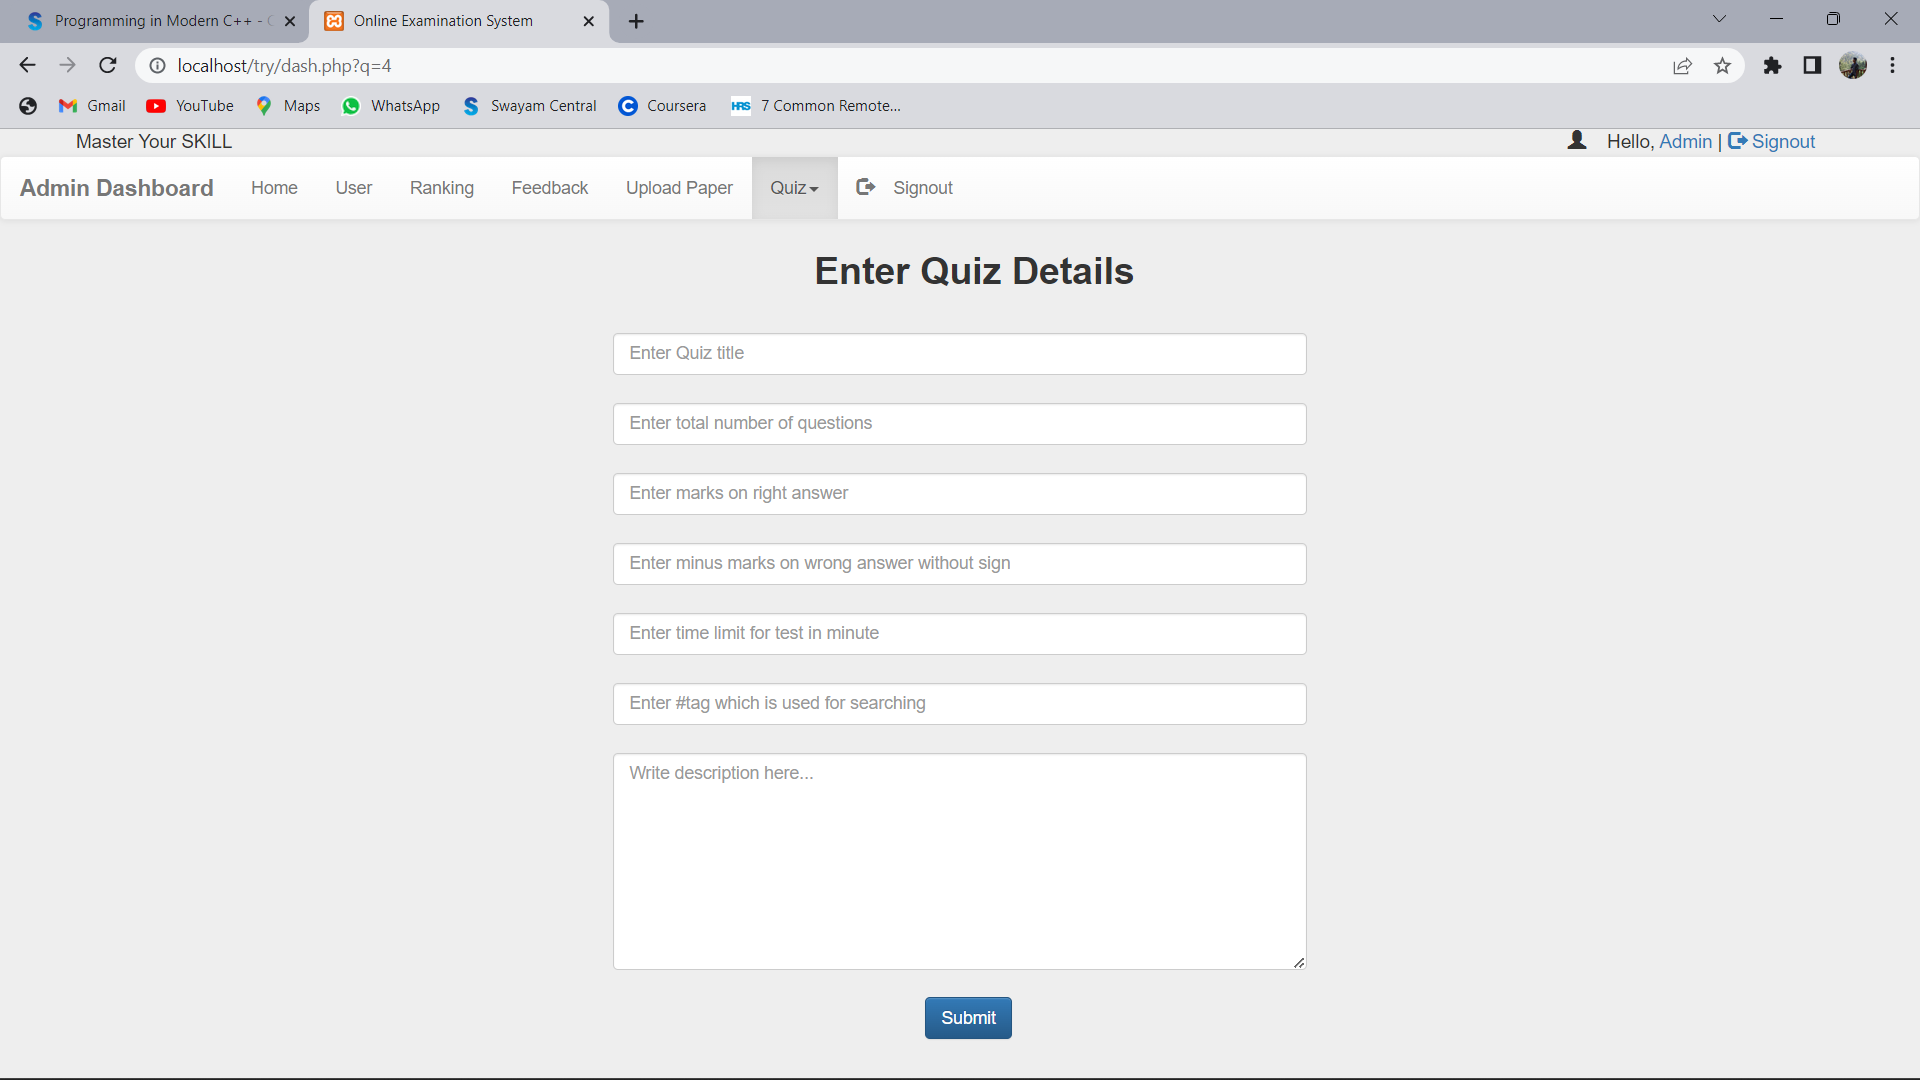 Programming in Modern C++ -
Online Examination System
localhost/try/dash.php?q=4
Gmail
YouTube
Maps
WhatsApp
Swayam Central
Coursera
HRS
7 Common Remote...
Master Your SKILL
Hello, Admin | Signout
Admin Dashboard
Home
User
Ranking
Feedback
Upload Paper
Quiz
Signout
Enter Quiz Details
Enter Quiz title
Enter total number of questions
Enter marks on right answer
Enter minus marks on wrong answer without sign
Enter time limit for test in minute
Enter #tag which is used for searching
Write description here...
Submit